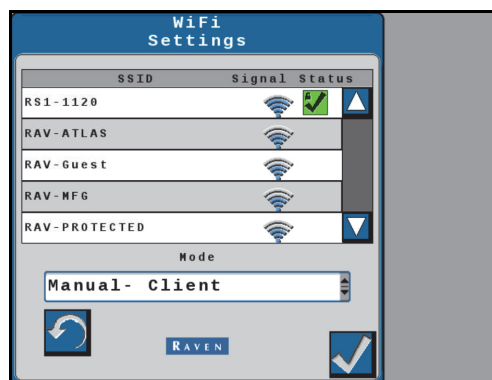 WiFi
Settings
SSID Signal Status
RS1-1120
RAV-ATLAS
RAV-Guest
RAV-MFG
RAV-PROTECTED
Mode
Manual- Client
RAVEN